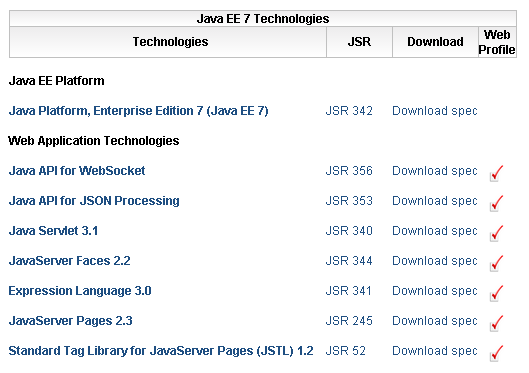 Java EE 7 Technologies
Technologies JSR Download Web Profile
Java EE Platform
Java Platform, Enterprise Edition 7 (Java EE 7) JSR 342 Download spec
Web Application Technologies
Java API for WebSocket JSR 356 Download spec
Java API for JSON Processing JSR 353 Download spec
Java Servlet 3.1 JSR 340 Download spec
JavaServer Faces 2.2 JSR 344 Download spec
Expression Language 3.0 JSR 341 Download spec
JavaServer Pages 2.3 JSR 245 Download spec
Standard Tag Library for JavaServer Pages (JSTL) 1.2 JSR 52 Download spec